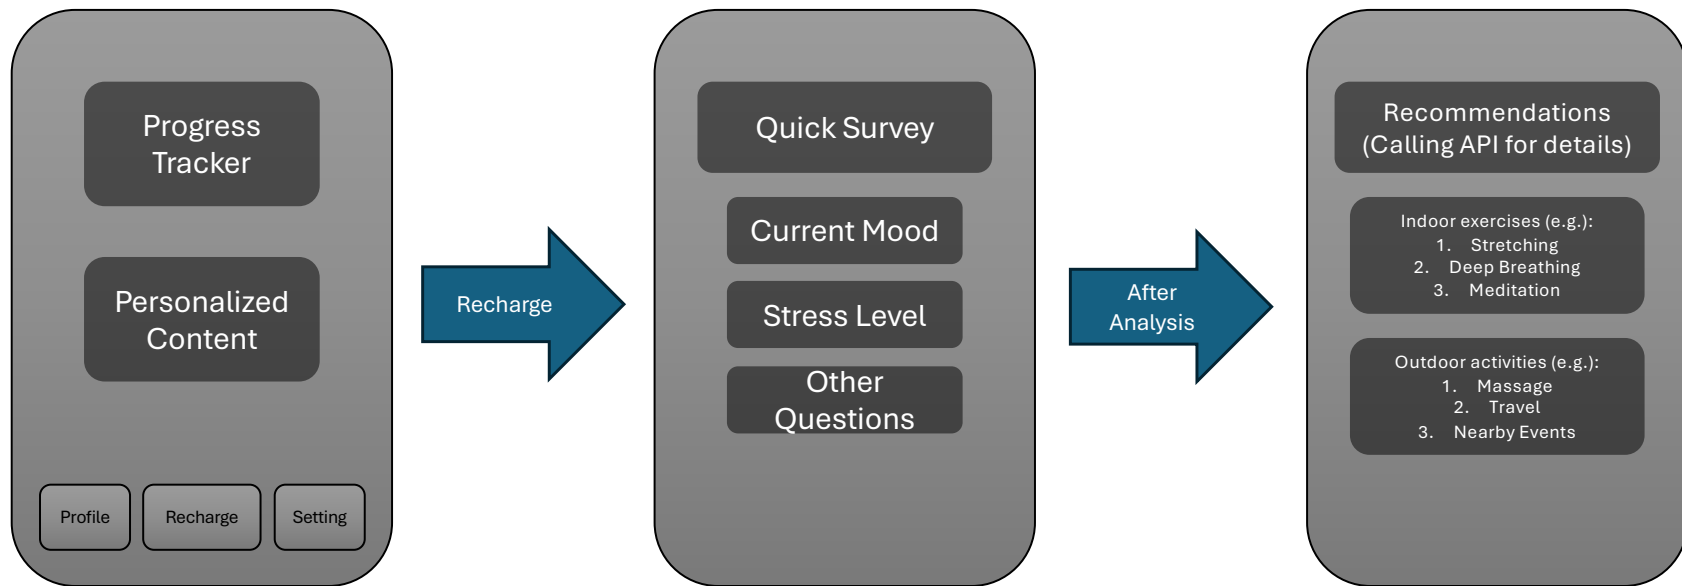 Progress
Tracker
Personalized
Content
Profile
Recharge
Setting
Recharge
Quick Survey
Current Mood
Stress Level
Other
Questions
After
Analysis
Recommendations
(Calling API for details)
Indoor exercises (e.g.):
1. Stretching
2. Deep Breathing
3. Meditation
Outdoor activities (e.g.):
1. Massage
2. Travel
3. Nearby Events